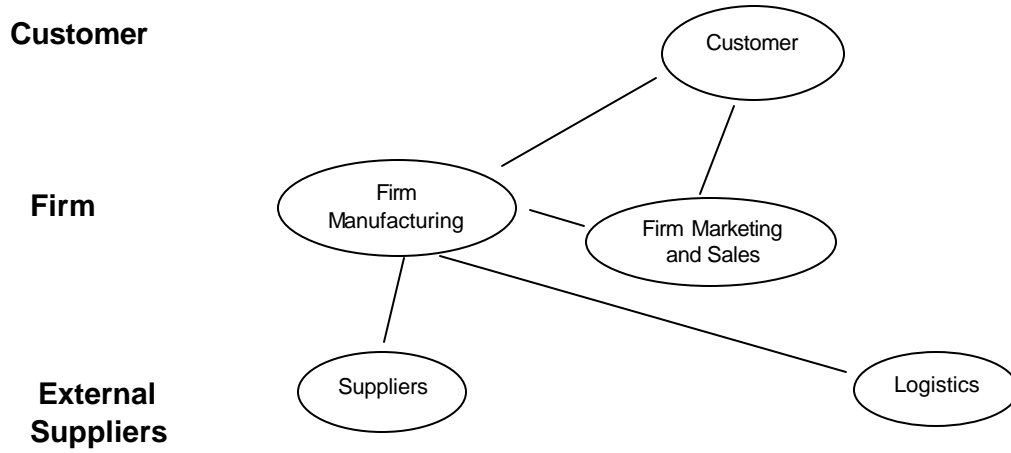 Customer
Customer
Firm
Firm
Manufacturing
Firm Marketing
and Sales
External
Suppliers
Suppliers
Logistics